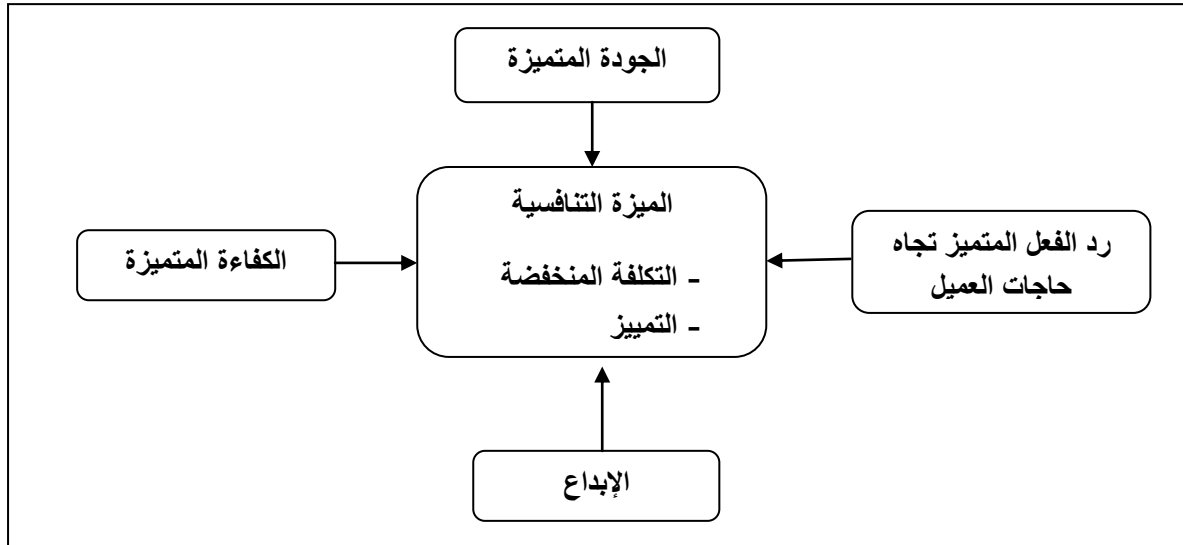 الجودة المتميزة
الميزة التنافسية
- التكلفة المنخفضة
- التمييز
رد الفعل المتميز تجاه
حاجات العميل
الكفاءة المتميزة
الإبداع